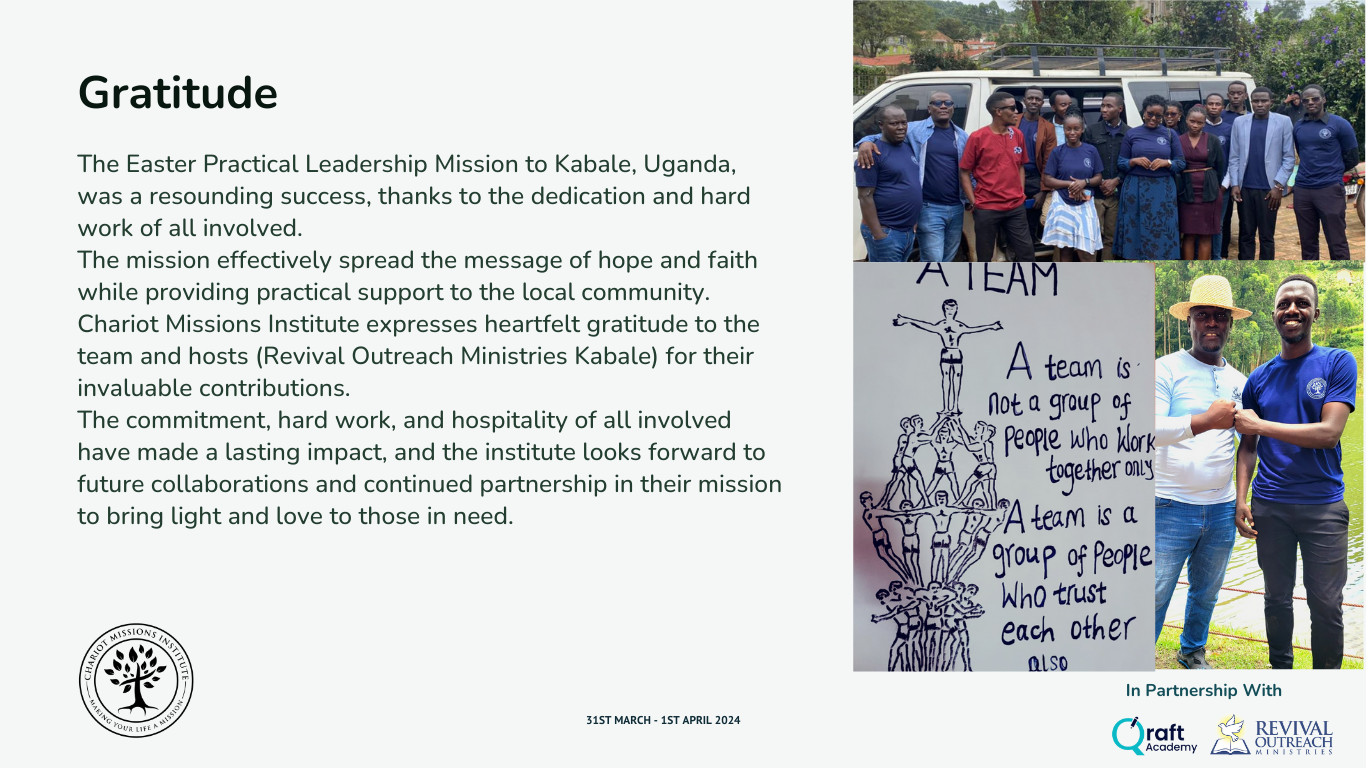 Gratitude
The Easter Practical Leadership Mission to Kabale, Uganda,
was a resounding success, thanks to the dedication and hard
work of all involved.
The mission effectively spread the message of hope and faith
while providing practical support to the local community.
Chariot Missions Institute expresses heartfelt gratitude to the
team and hosts (Revival Outreach Ministries Kabale) for their
invaluable contributions.
The commitment, hard work, and hospitality of all involved
have made a lasting impact, and the institute looks forward to
future collaborations and continued partnership in their mission
to bring light and love to those in need.
A TEAM
A team is
not a group of
People who work
together only
A team is a
group of People
who trust
each other
also
CHARIOT MISSIONS INSTITUTE
MAKING YOUR LIFE A MISSION
31ST MARCH - 1ST APRIL 2024
In Partnership With
Qraft
Academy
REVIVAL
OUTREACH
MINISTRIES